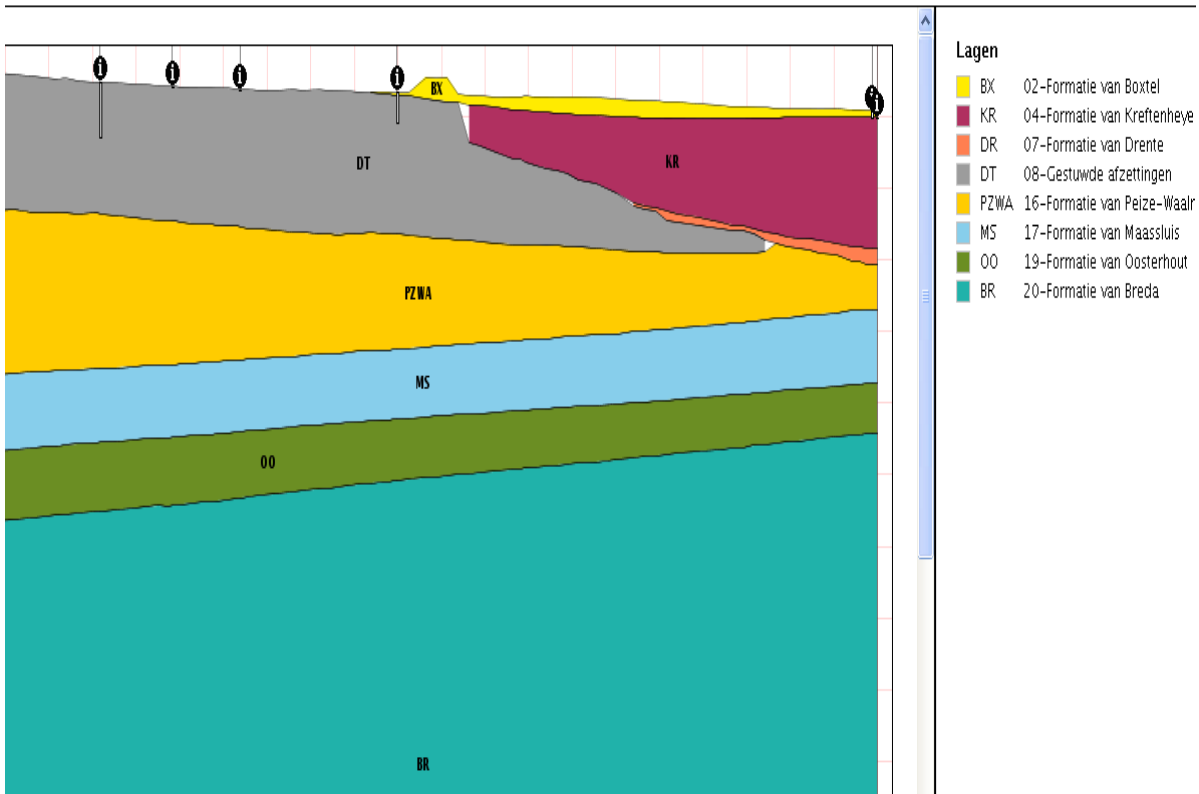 Lagen
BX 02-Formatie van Boxtel
KR 04-Formatie van Kreftenheye
DR 07-Formatie van Drente
DT 08-Gestuwde afzettingen
PZWA 16-Formatie van Peize-Waalr
MS 17-Formatie van Maassluis
OO 19-Formatie van Oosterhout
BR 20-Formatie van Breda
i i i i i i
BX
DT
KR
PZWA
MS
OO
BR